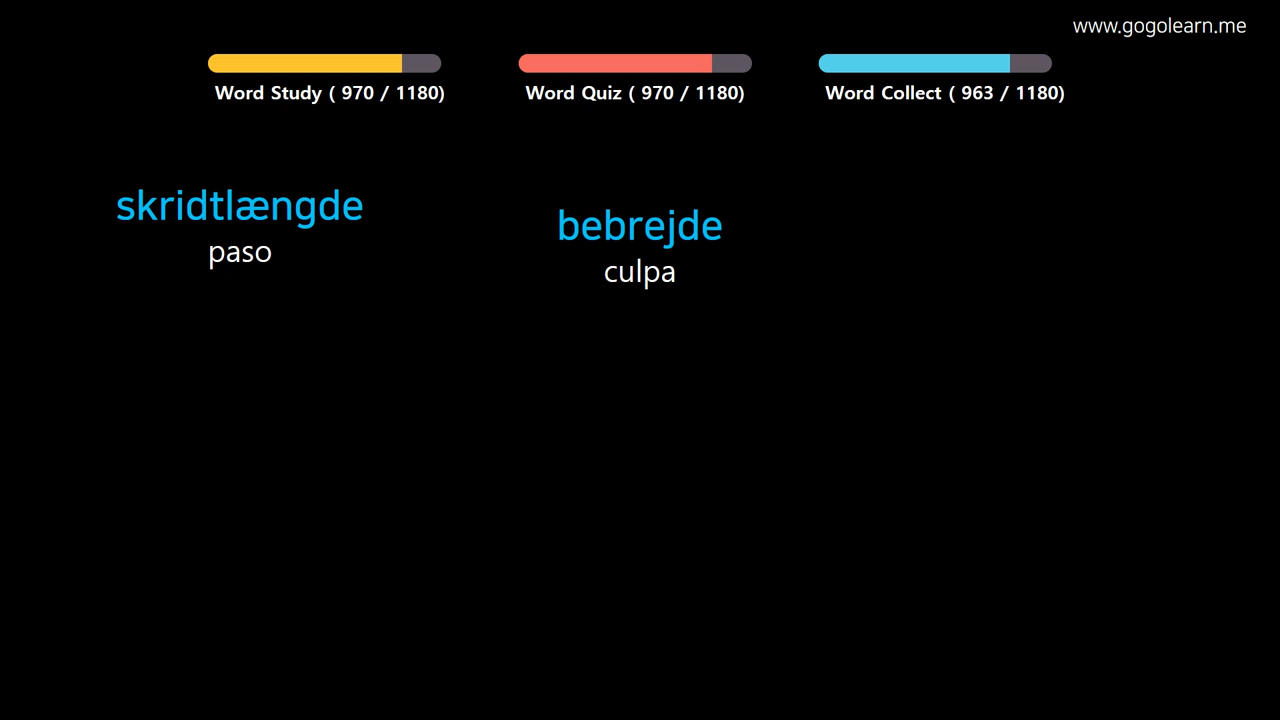 www.gogolearn.me
Word Study ( 970 / 1180)
Word Quiz ( 970 / 1180)
Word Collect ( 963 / 1180)
skridtlængde
paso
bebrejde
culpa